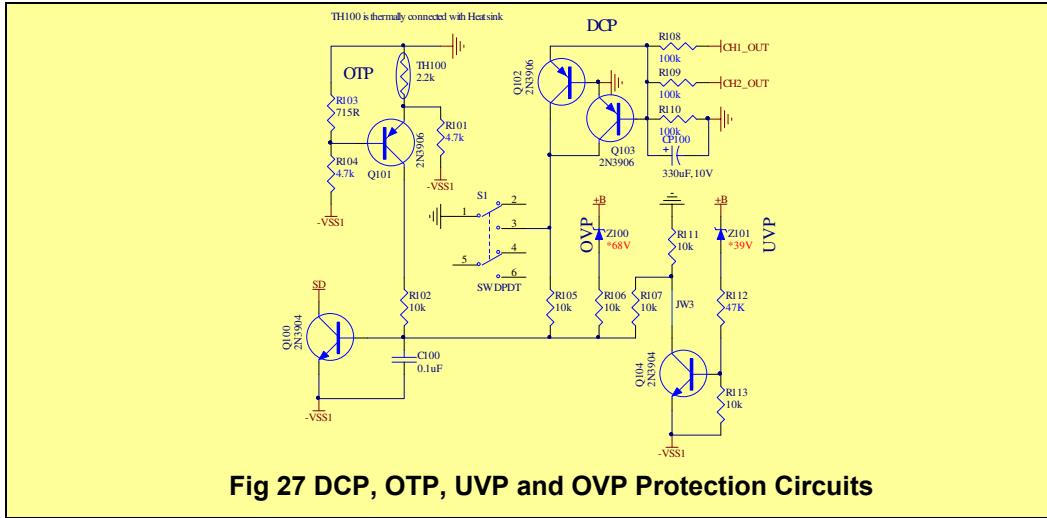 TH100 is thermally connected with Heatsink
DCP
R108
100k
CH1_OUT
R109
100k
CH2_OUT
R110
100k
CP100
+
330uF, 10V
Q102
2N3906
Q103
2N3906
OTP
TH100
2.2k
R103
715R
R104
4.7k
-VSS1
Q101
2N3906
R101
4.7k
-VSS1
S1
1
2
3
4
5
6
SW DPDT
+B
OVP
Z100
*68V
R111
10k
+B
Z101
*39V
UVP
SD
R102
10k
R105
10k
R106
10k
R107
10k
JW3
R112
47K
Q100
2N3904
C100
0.1uF
-VSS1
Q104
2N3904
R113
10k
-VSS1
Fig 27 DCP, OTP, UVP and OVP Protection Circuits